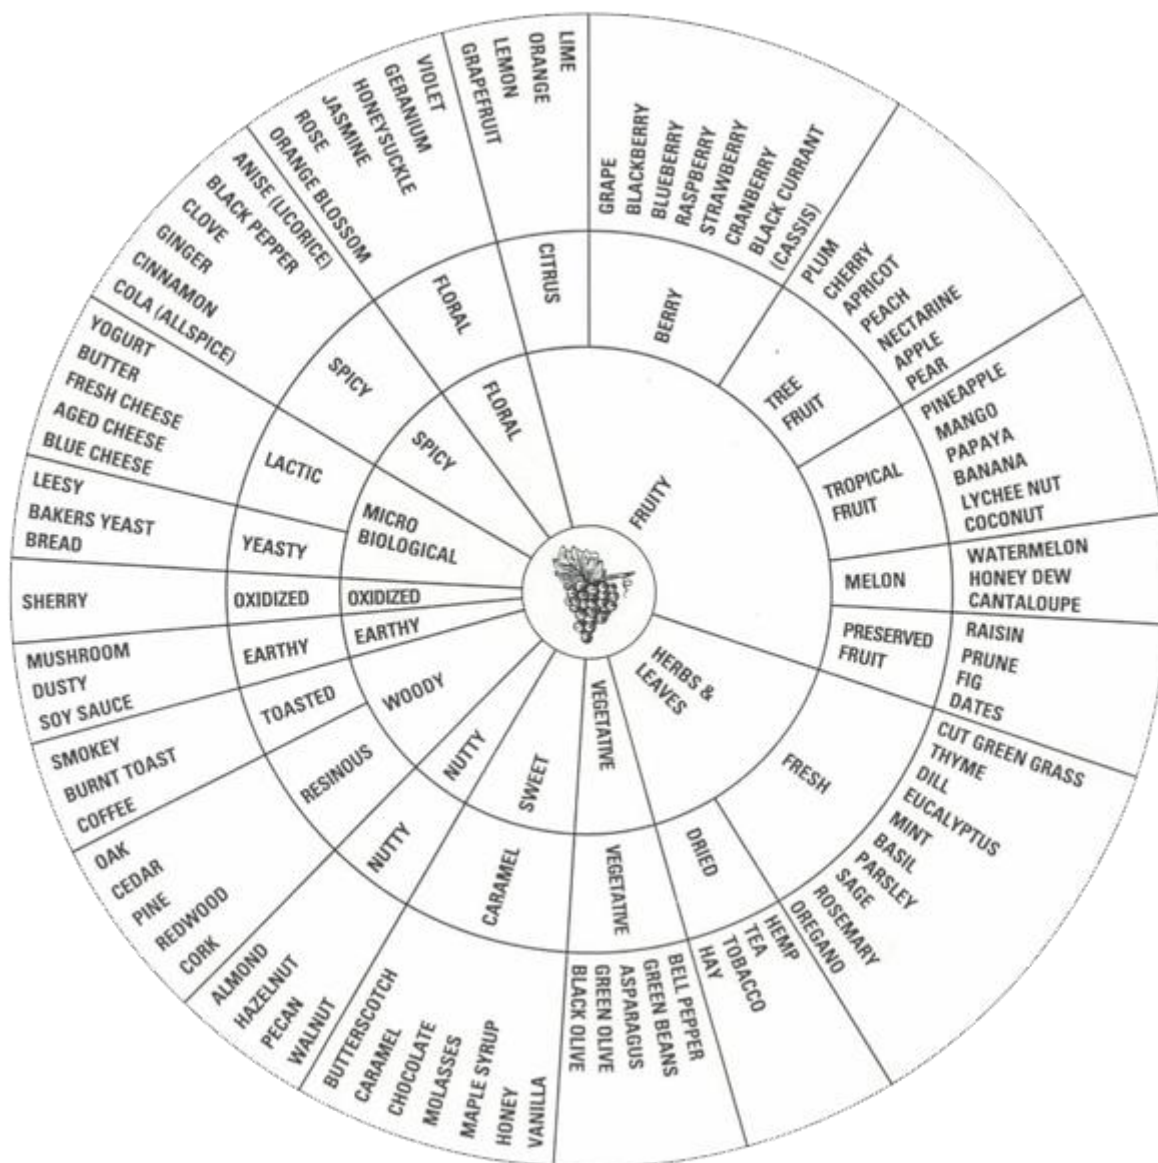 FRUITY
CITRUS
GRAPEFRUIT
LEMON
ORANGE
LIME
BERRY
GRAPE
BLACKBERRY
BLUEBERRY
RASPBERRY
STRAWBERRY
CRANBERRY
BLACK CURRANT
(CASSIS)
TREE
FRUIT
PLUM
CHERRY
APRICOT
PEACH
NECTARINE
APPLE
PEAR
TROPICAL
FRUIT
PINEAPPLE
MANGO
PAPAYA
BANANA
LYCHEE NUT
COCONUT
MELON
WATERMELON
HONEY DEW
CANTALOUPE
PRESERVED
FRUIT
RAISIN
PRUNE
FIG
DATES
HERBS &
LEAVES
FRESH
CUT GREEN GRASS
THYME
DILL
EUCALYPTUS
MINT
BASIL
PARSLEY
SAGE
ROSEMARY
OREGANO
DRIED
HEMP
TEA
TOBACCO
HAY
VEGETATIVE
VEGETATIVE
BELL PEPPER
GREEN BEANS
ASPARAGUS
GREEN OLIVE
BLACK OLIVE
SWEET
CARAMEL
VANILLA
HONEY
MAPLE SYRUP
MOLASSES
CHOCOLATE
CARAMEL
BUTTERSCOTCH
NUTTY
NUTTY
WALNUT
PECAN
HAZELNUT
ALMOND
WOODY
RESINOUS
CORK
REDWOOD
PINE
CEDAR
OAK
TOASTED
COFFEE
BURNT TOAST
SMOKEY
EARTHY
EARTHY
SOY SAUCE
DUSTY
MUSHROOM
OXIDIZED
OXIDIZED
SHERRY
MICRO
BIOLOGICAL
YEASTY
BREAD
BAKERS YEAST
LEESY
LACTIC
BLUE CHEESE
AGED CHEESE
FRESH CHEESE
BUTTER
YOGURT
SPICY
SPICY
COLA (ALLSPICE)
CINNAMON
GINGER
CLOVE
BLACK PEPPER
ANISE (LICORICE)
FLORAL
FLORAL
ORANGE BLOSSOM
ROSE
JASMINE
HONEYSUCKLE
GERANIUM
VIOLET